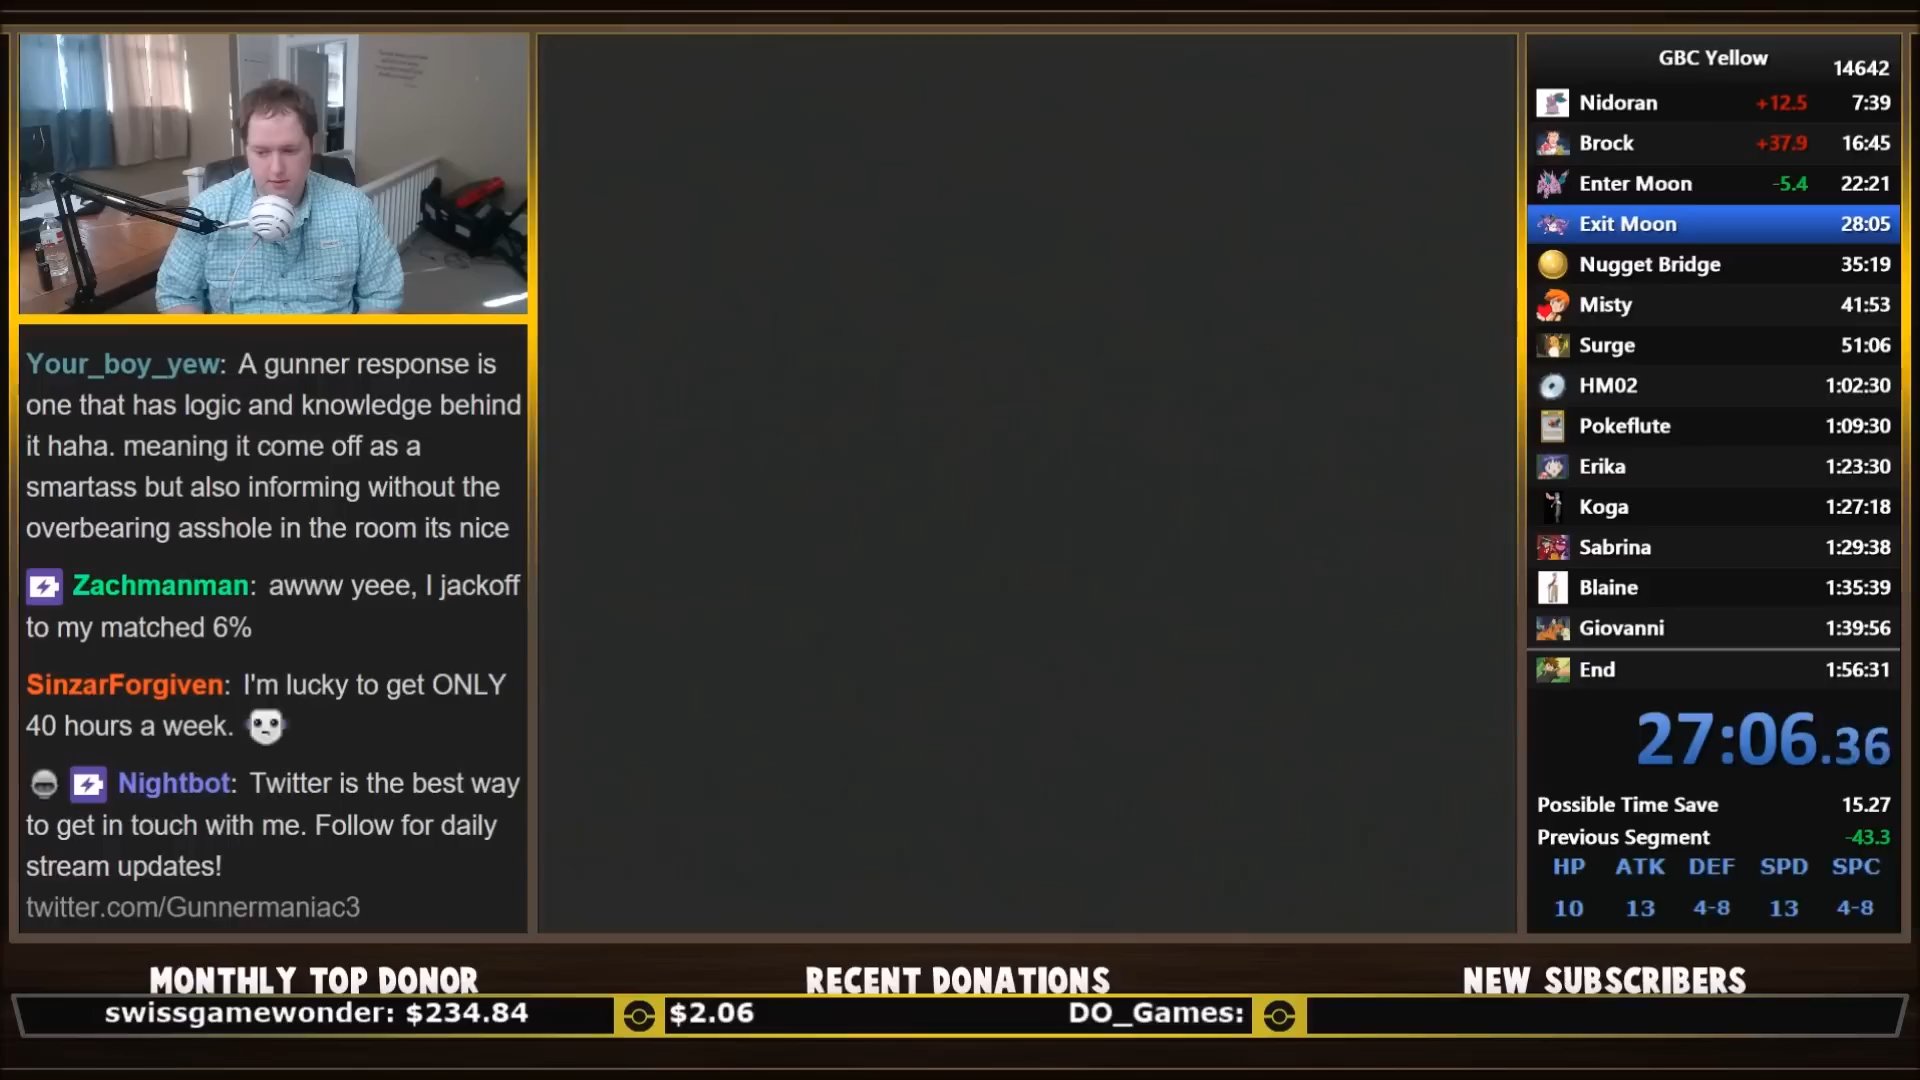 Your_boy_yew: A gunner response is
one that has logic and knowledge behind
it haha. meaning it come off as a
smartass but also informing without the
overbearing asshole in the room its nice
Zachmanman: awww yeee, I jackoff
to my matched 6%
SinzarForgiven: I'm lucky to get ONLY
40 hours a week.
Nightbot: Twitter is the best way
to get in touch with me. Follow for daily
stream updates!
twitter.com/Gunnermaniac3
GBC Yellow 14642
Nidoran +12.5 7:39
Brock +37.9 16:45
Enter Moon -5.4 22:21
Exit Moon 28:05
Nugget Bridge 35:19
Misty 41:53
Surge 51:06
HM02 1:02:30
Pokeflute 1:09:30
Erika 1:23:30
Koga 1:27:18
Sabrina 1:29:38
Blaine 1:35:39
Giovanni 1:39:56
End 1:56:31
27:06.36
Possible Time Save 15.27
Previous Segment -43.3
HP ATK DEF SPD SPC
10 13 4-8 13 4-8
MONTHLY TOP DONOR
swissgamewonder: $234.84
RECENT DONATIONS
$2.06 DO_Games:
NEW SUBSCRIBERS